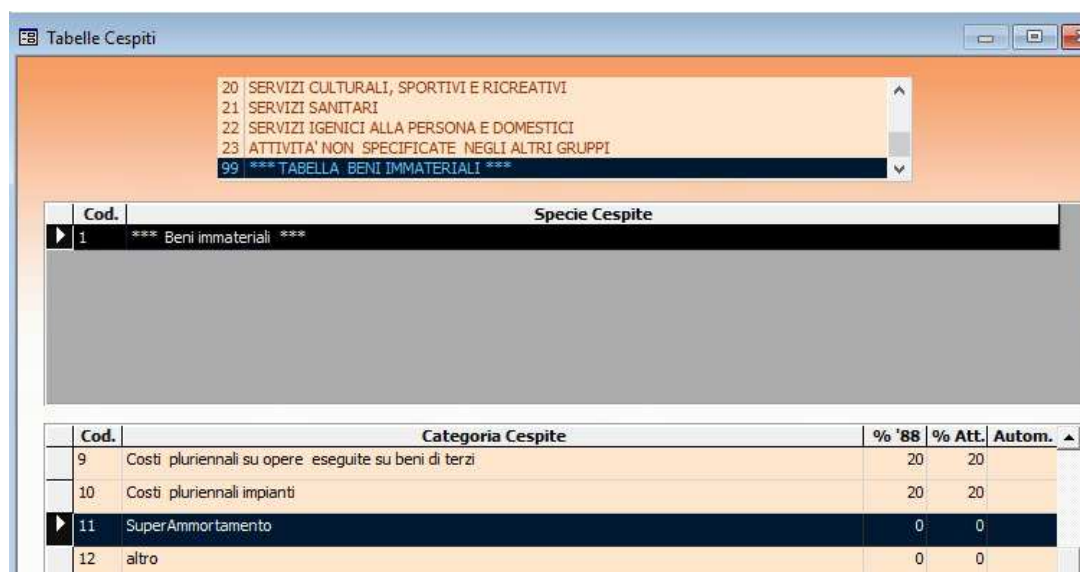 Tabelle Cespiti
20 SERVIZI CULTURALI, SPORTIVI E RICREATIVI
21 SERVIZI SANITARI
22 SERVIZI IGENICI ALLA PERSONA E DOMESTICI
23 ATTIVITA' NON SPECIFICATE NEGLI ALTRI GRUPPI
99 *** TABELLA BENI IMMATERIALI ***
Cod. Specie Cespite
1 *** Beni immateriali ***
Cod. Categoria Cespite % '88 % Att. Autom.
9 Costi pluriennali su opere eseguite su beni di terzi 20 20
10 Costi pluriennali impianti 20 20
11 SuperAmmortamento 0 0
12 altro 0 0